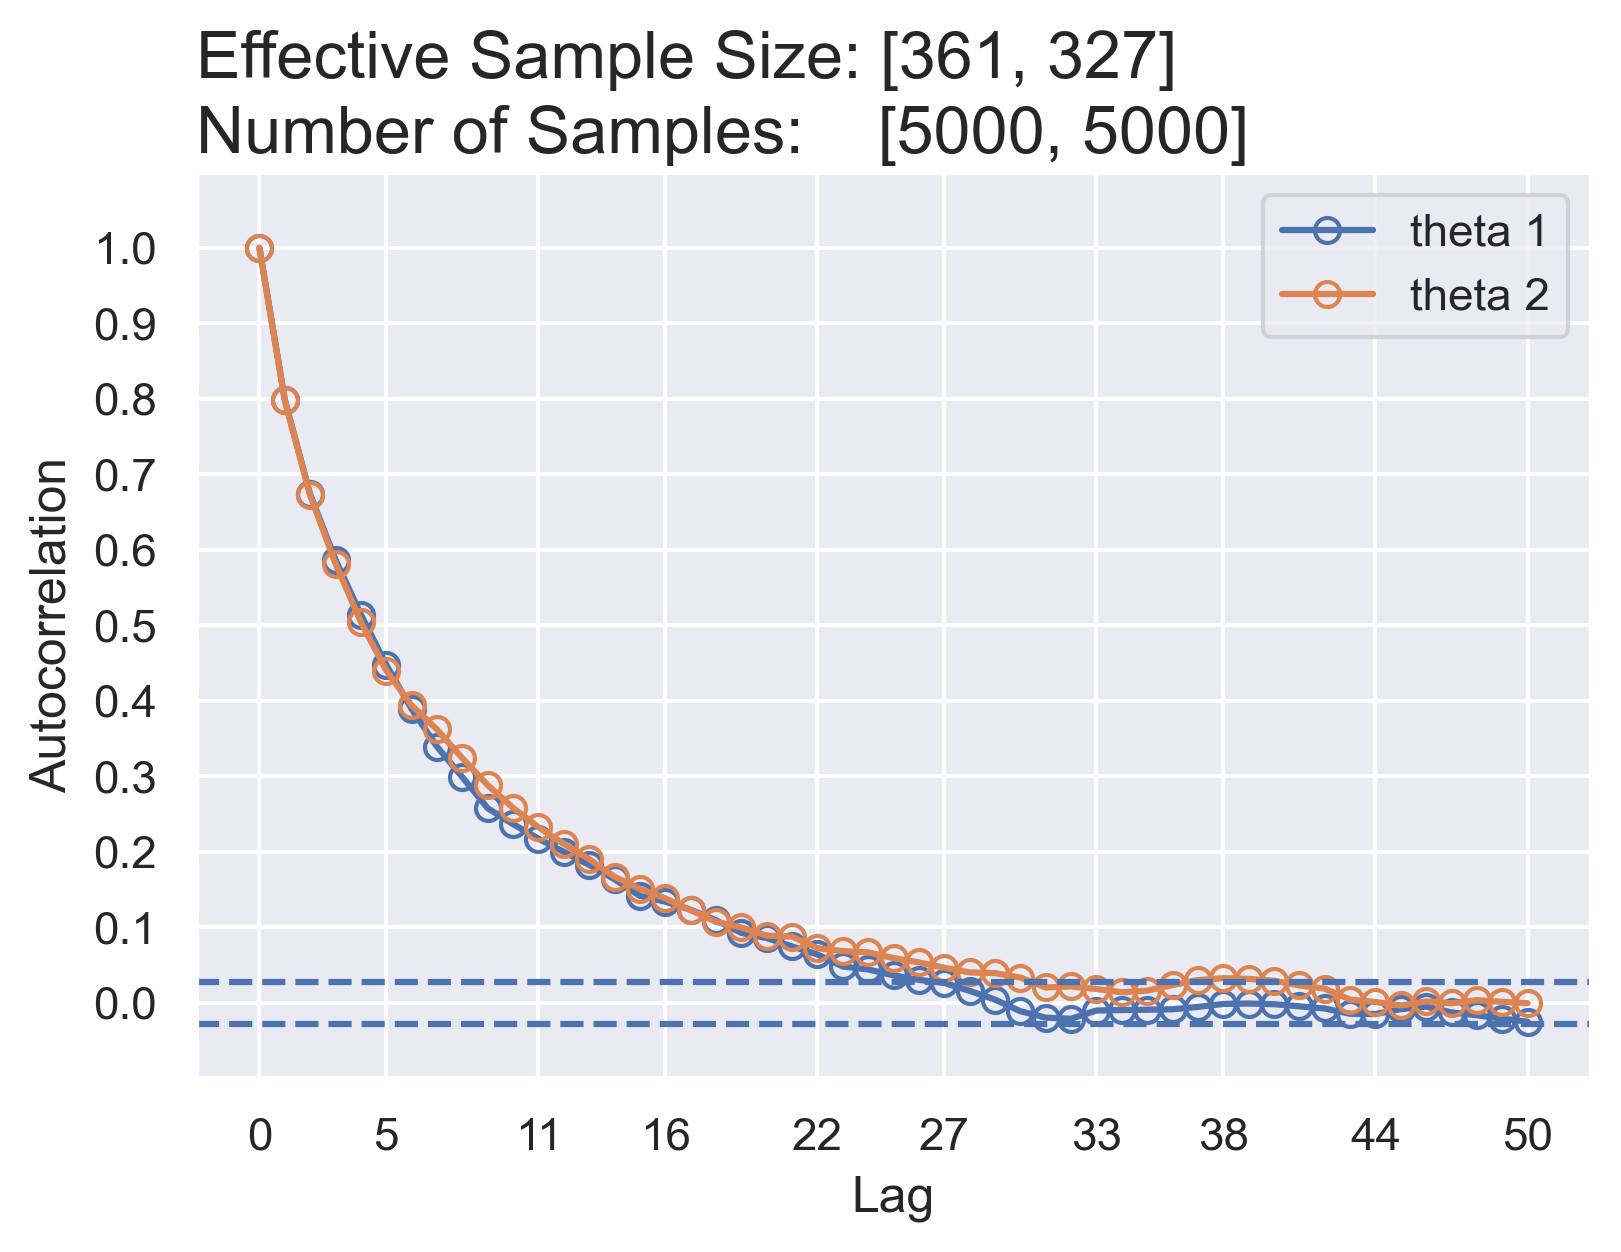 Effective Sample Size: [361, 327]
Number of Samples: [5000, 5000]
theta 1
theta 2
1.0
0.9
0.8
0.7
0.6
0.5
0.4
0.3
0.2
0.1
0.0
Autocorrelation
0 5 11 16 22 27 33 38 44 50
Lag